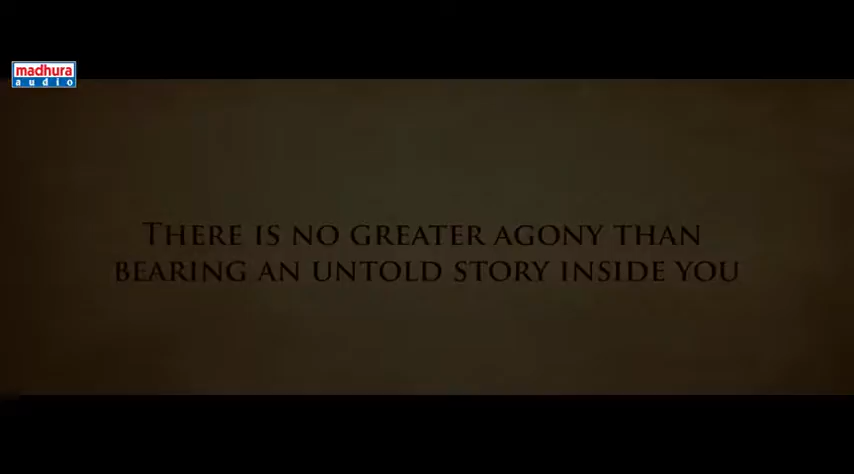 madhura
audio
THERE IS NO GREATER AGONY THAN
BEARING AN UNTOLD STORY INSIDE YOU